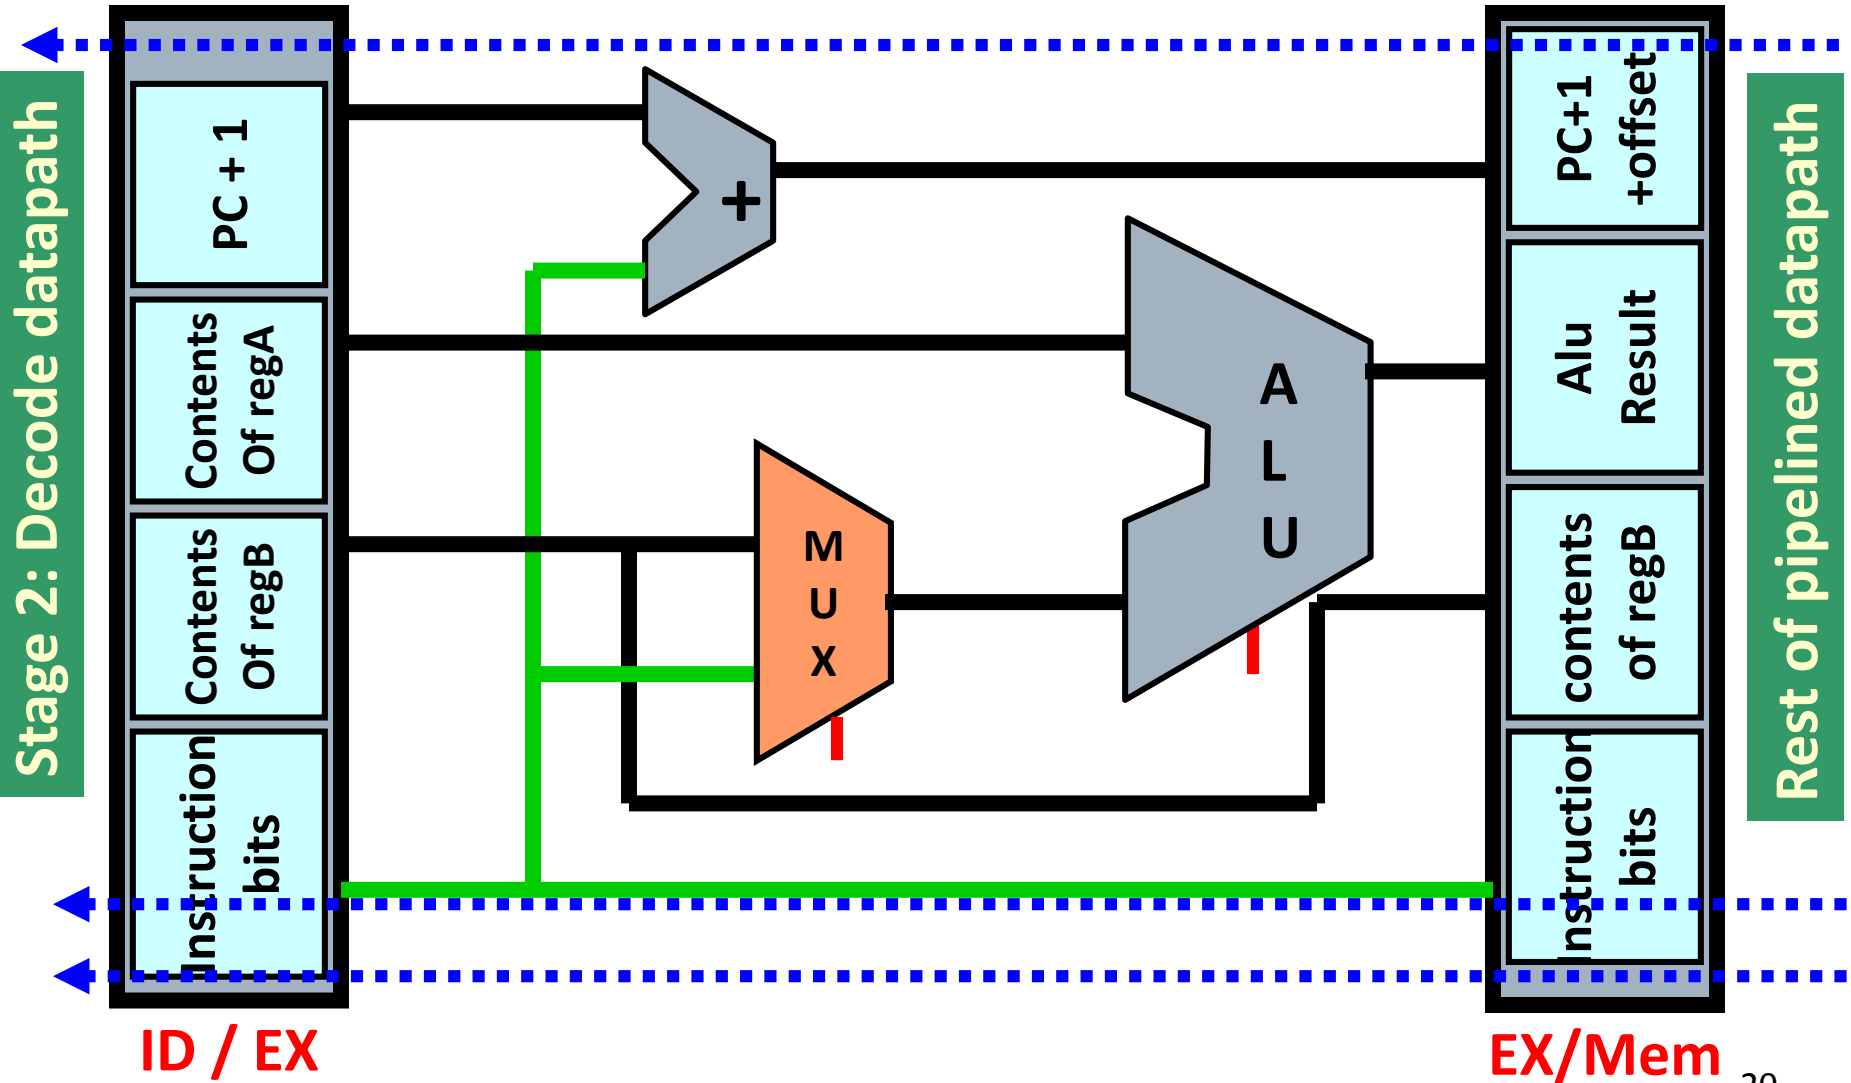 Stage 2: Decode datapath
PC + 1
Contents
Of regA
Contents
Of regB
Instruction
bits
ID / EX
+
M
U
X
A
L
U
PC+1
+offset
Alu
Result
contents
of regB
Instruction
bits
EX/Mem
Rest of pipelined datapath